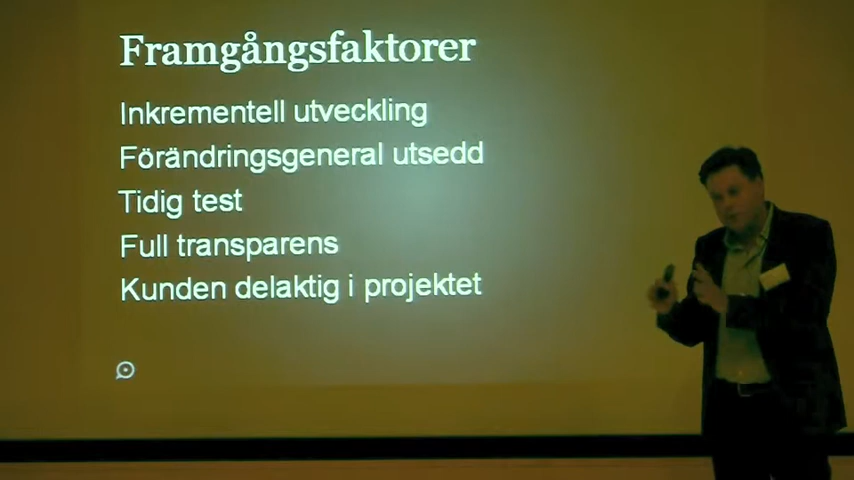 Framgångsfaktorer
Inkrementell utveckling
Förändringsgeneral utsedd
Tidig test
Full transparens
Kunden delaktig i projektet